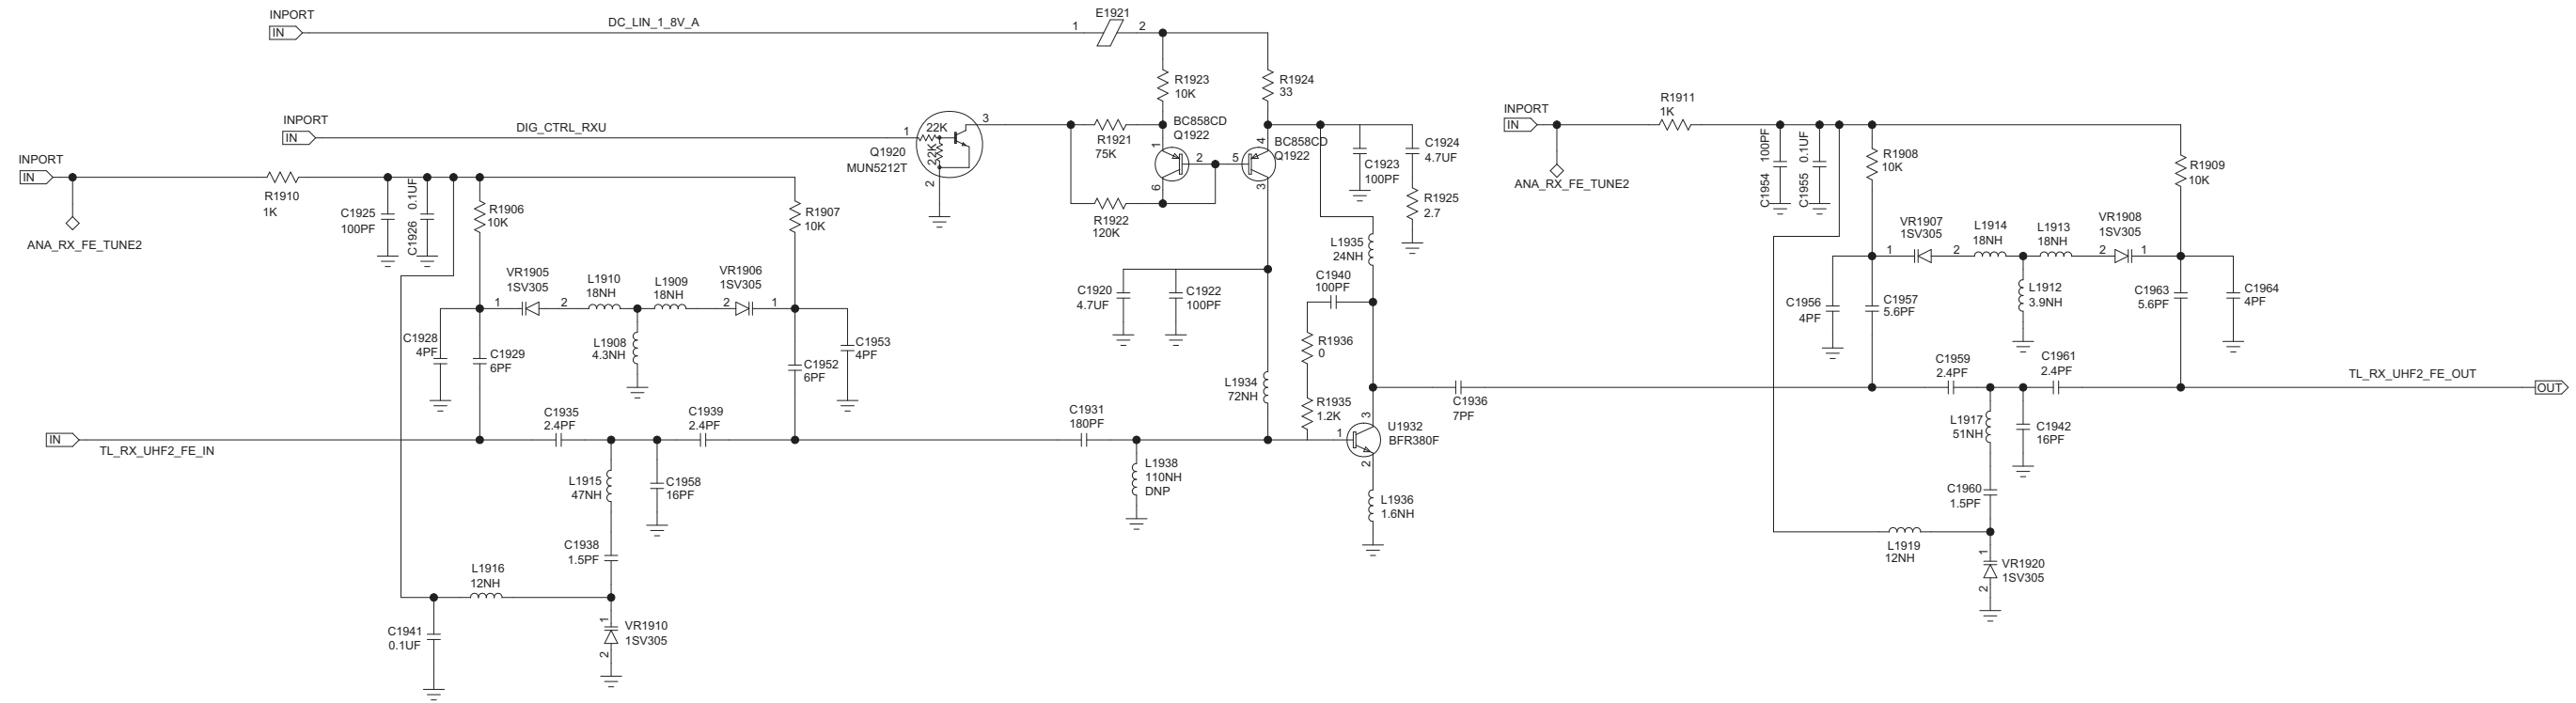 INPORT
IN
DC_LIN_1_8V_A
1
E1921
2
R1923
10K
R1924
33
INPORT
IN
DIG_CTRL_RXU
1
22K
22K
3
2
Q1920
MUN5212T
R1921
75K
BC858CD
Q1922
1
2
6
R1922
120K
4
5
3
BC858CD
Q1922
C1923
100PF
C1924
4.7UF
R1925
2.7
INPORT
IN
R1910
1K
ANA_RX_FE_TUNE2
C1925
100PF
C1926
0.1UF
R1906
10K
R1907
10K
VR1905
1SV305
1
2
L1910
18NH
L1909
18NH
VR1906
1SV305
2
1
L1908
4.3NH
C1928
4PF
C1929
6PF
C1952
6PF
C1953
4PF
IN
TL_RX_UHF2_FE_IN
C1935
2.4PF
C1939
2.4PF
L1915
47NH
C1958
16PF
C1938
1.5PF
L1916
12NH
C1941
0.1UF
1
2
VR1910
1SV305
C1920
4.7UF
C1922
100PF
L1935
24NH
C1940
100PF
R1936
0
L1934
72NH
R1935
1.2K
C1931
180PF
L1938
110NH
DNP
1
3
2
U1932
BFR380F
L1936
1.6NH
C1936
7PF
INPORT
IN
R1911
1K
ANA_RX_FE_TUNE2
C1954
100PF
C1955
0.1UF
R1908
10K
R1909
10K
VR1907
1SV305
1
2
L1914
18NH
L1913
18NH
VR1908
1SV305
2
1
L1912
3.9NH
C1956
4PF
C1957
5.6PF
C1963
5.6PF
C1964
4PF
C1959
2.4PF
C1961
2.4PF
TL_RX_UHF2_FE_OUT
OUT
L1917
51NH
C1942
16PF
C1960
1.5PF
L1919
12NH
1
2
VR1920
1SV305